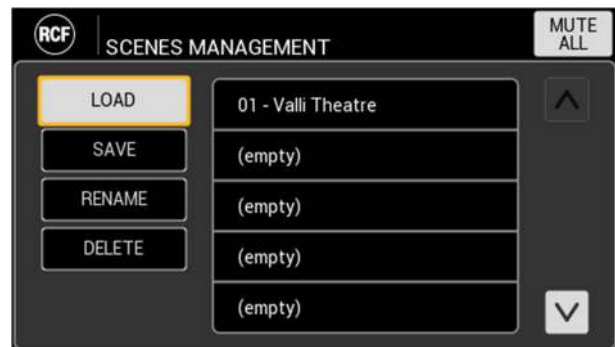 RCF
SCENES MANAGEMENT
MUTE
ALL
LOAD
SAVE
RENAME
DELETE
01 - Valli Theatre
(empty)
(empty)
(empty)
(empty)